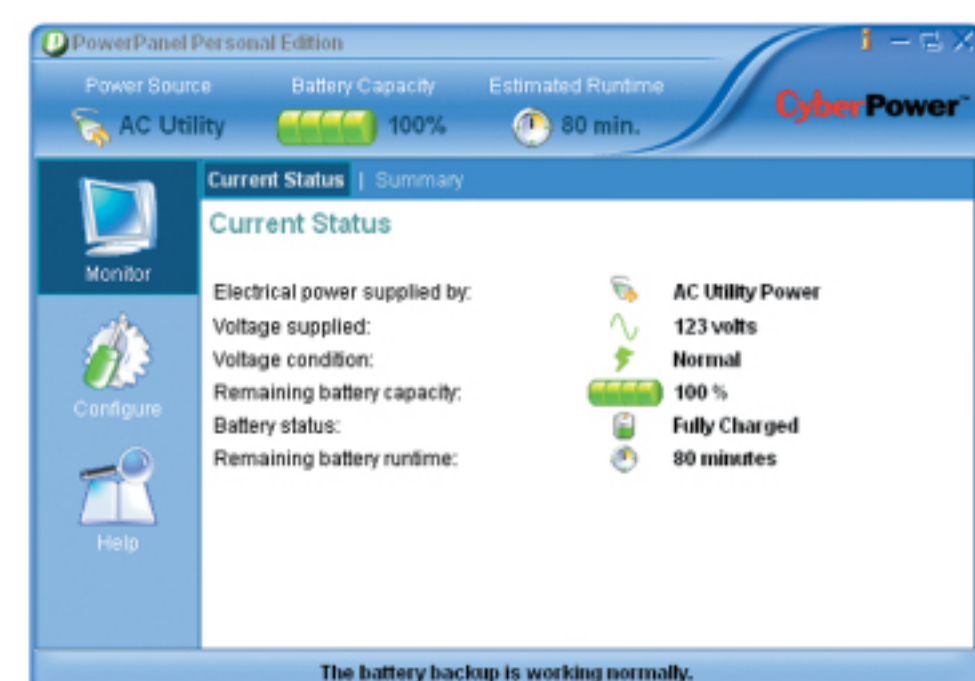 PowerPanel Personal Edition
Power Source Battery Capacity Estimated Runtime
AC Utility 100% 80 min.
CyberPower™
Current Status | Summary
Current Status
Monitor
Configure
Help
Electrical power supplied by: AC Utility Power
Voltage supplied: 123 volts
Voltage condition: Normal
Remaining battery capacity: 100 %
Battery status: Fully Charged
Remaining battery runtime: 80 minutes
The battery backup is working normally.